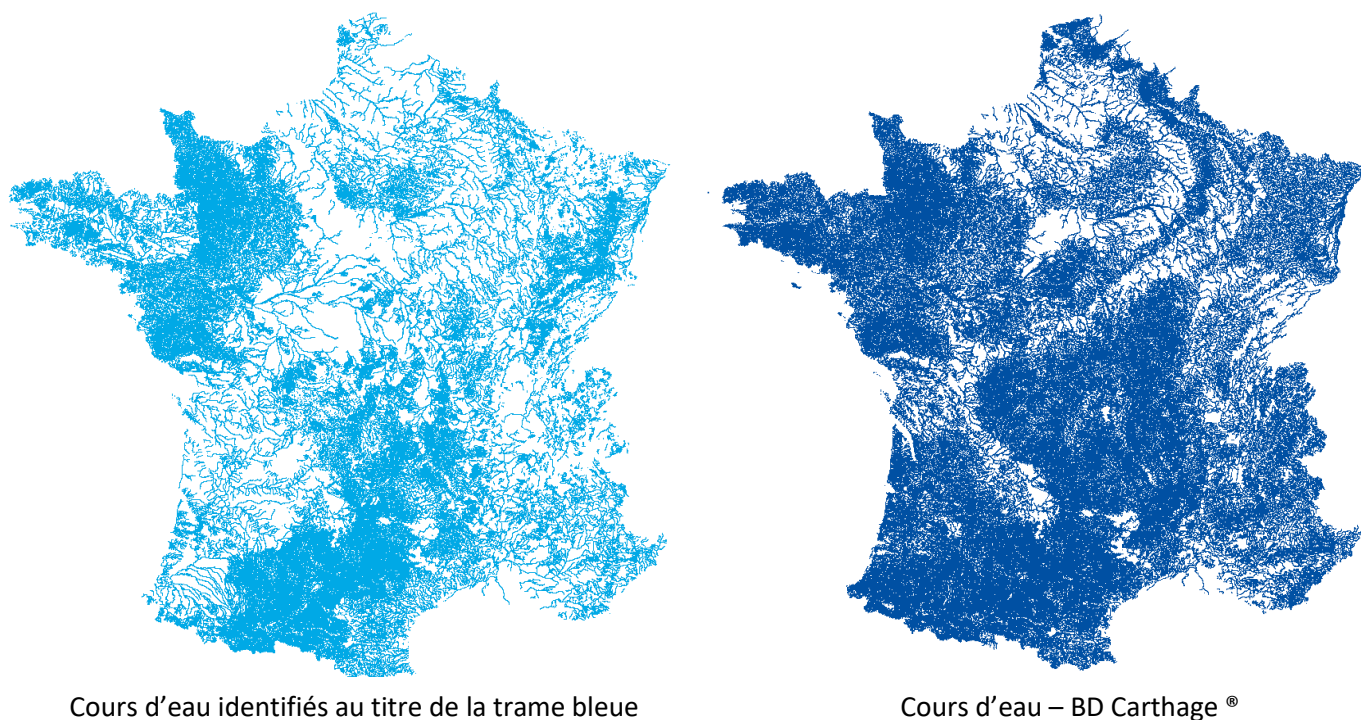 Cours d’eau identifiés au titre de la trame bleue
Cours d’eau – BD Carthage ®